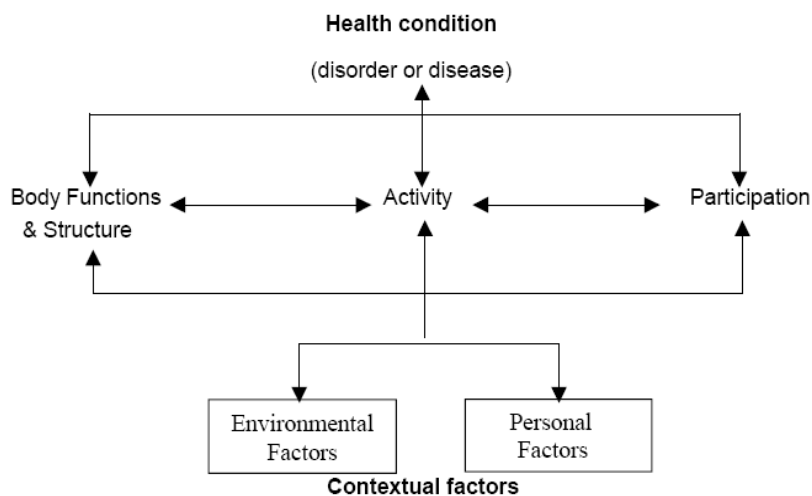 Health condition
(disorder or disease)
Body Functions
& Structure
Activity
Participation
Environmental
Factors
Personal
Factors
Contextual factors